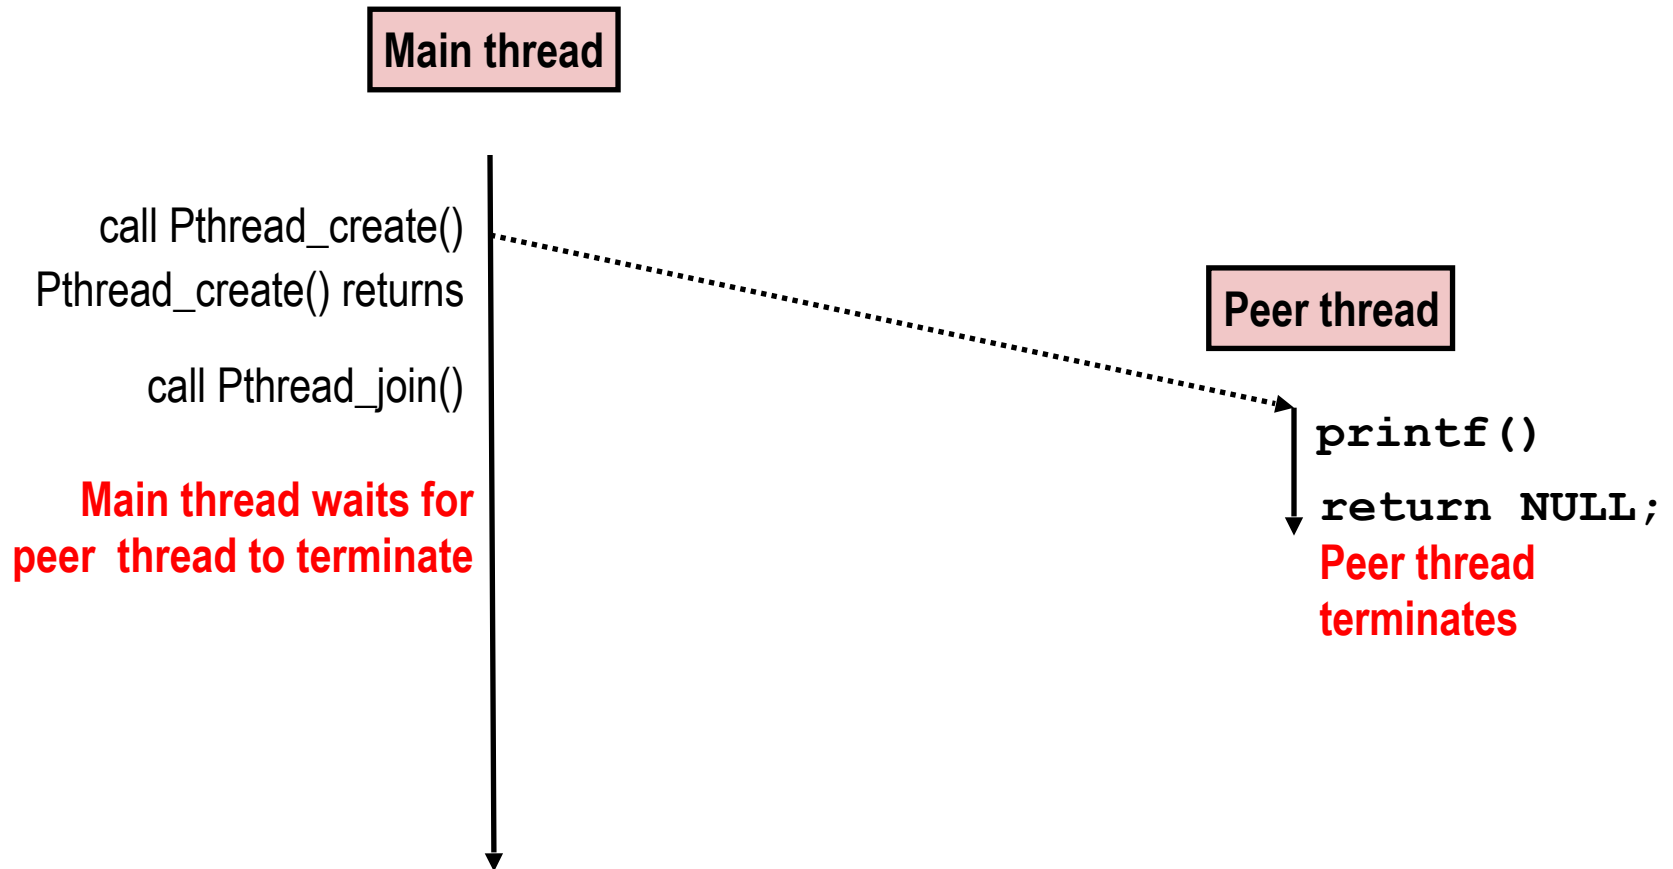 Main thread
call Pthread_create()
Pthread_create() returns
call Pthread_join()
Main thread waits for
peer thread to terminate
Peer thread
printf()
return NULL;
Peer thread
terminates